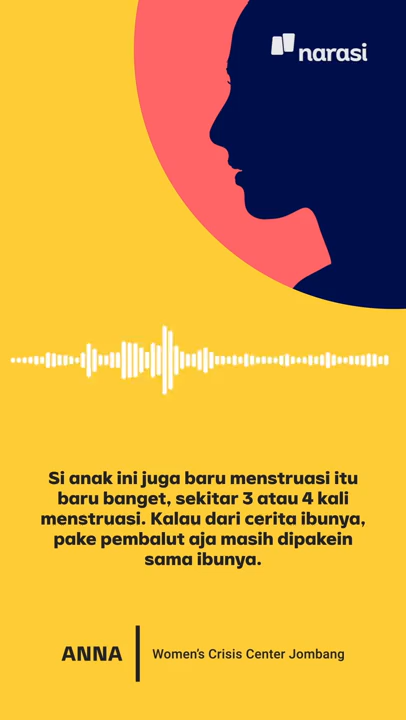 narasi
Si anak ini juga baru menstruasi itu
baru banget, sekitar 3 atau 4 kali
menstruasi. Kalau dari cerita ibunya,
pake pembalut aja masih dipakein
sama ibunya.
ANNA
Women's Crisis Center Jombang